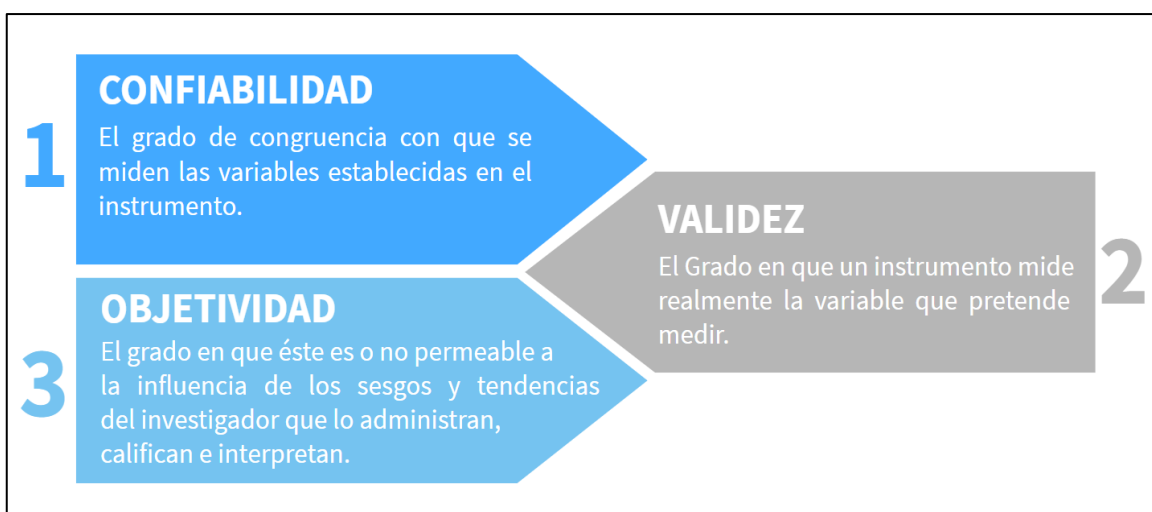 1
CONFIABILIDAD
El grado de congruencia con que se
miden las variables establecidas en el
instrumento.
VALIDEZ
El Grado en que un instrumento mide
realmente la variable que pretende
medir.
2
3
OBJETIVIDAD
El grado en que éste es o no permeable a
la influencia de los sesgos y tendencias
del investigador que lo administran,
califican e interpretan.